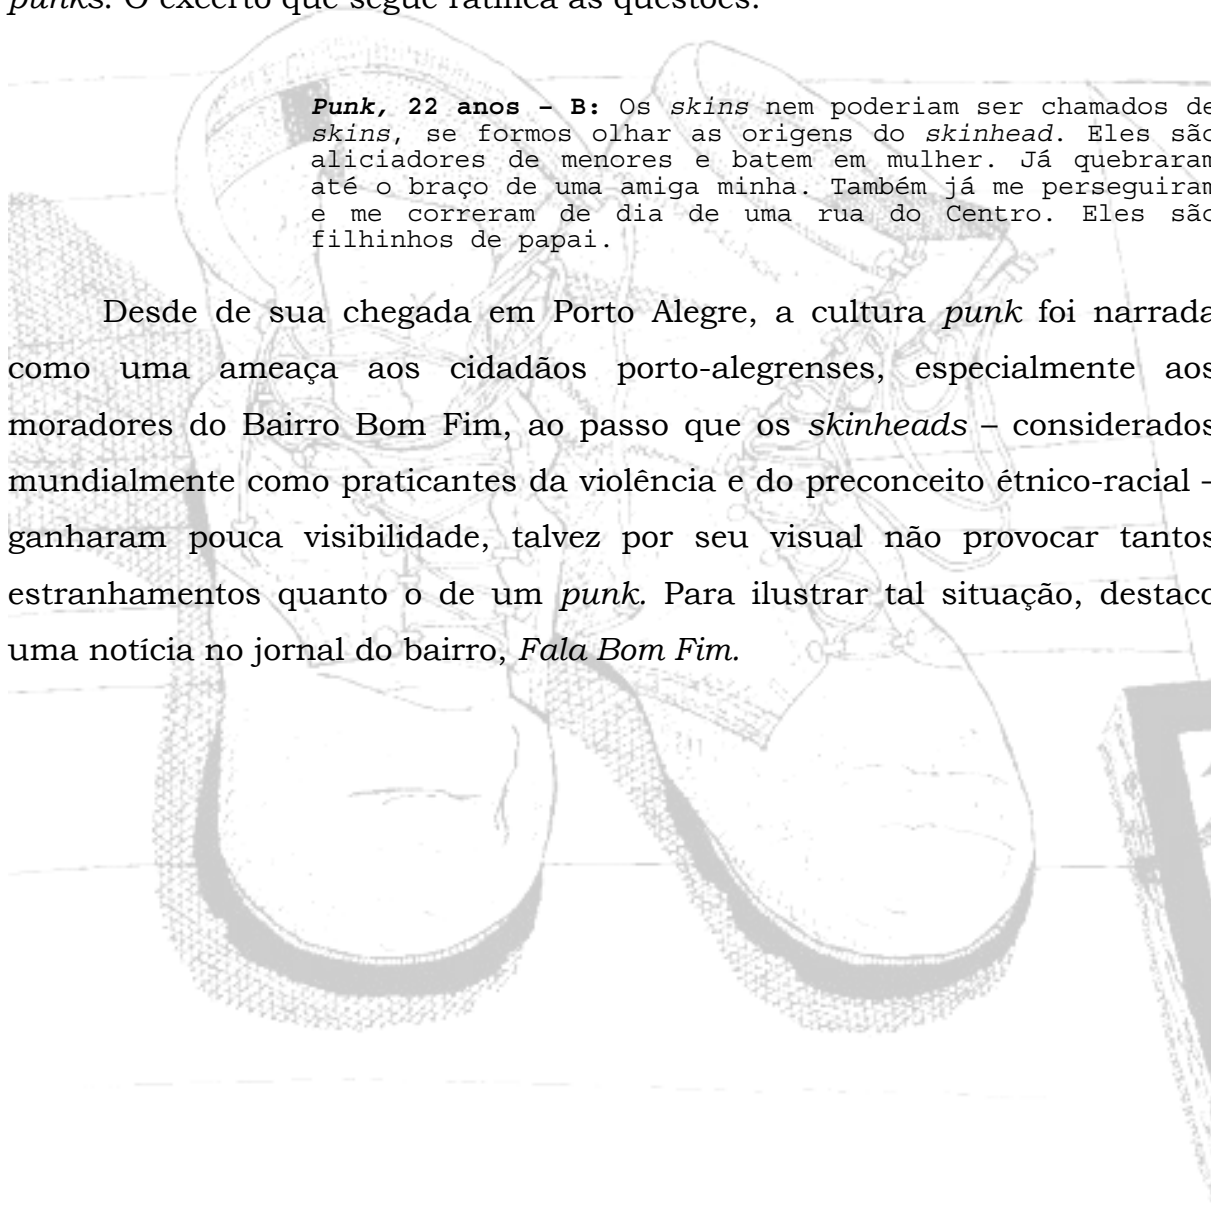 punks. O excerto que segue ratifica as questões:
Punk, 22 anos – B: Os skins nem poderiam ser chamados de
skins, se formos olhar as origens do skinhead. Eles são
aliciadores de menores e batem em mulher. Já quebraram
até o braço de uma amiga minha. Também já me perseguiram
e me correram de dia de uma rua do Centro. Eles são
filhinhos de papai.
Desde de sua chegada em Porto Alegre, a cultura punk foi narrada
como uma ameaça aos cidadãos porto-alegrenses, especialmente aos
moradores do Bairro Bom Fim, ao passo que os skinheads – considerados
mundialmente como praticantes da violência e do preconceito étnico-racial -
ganharam pouca visibilidade, talvez por seu visual não provocar tantos
estranhamentos quanto o de um punk. Para ilustrar tal situação, destaco
uma notícia no jornal do bairro, Fala Bom Fim.